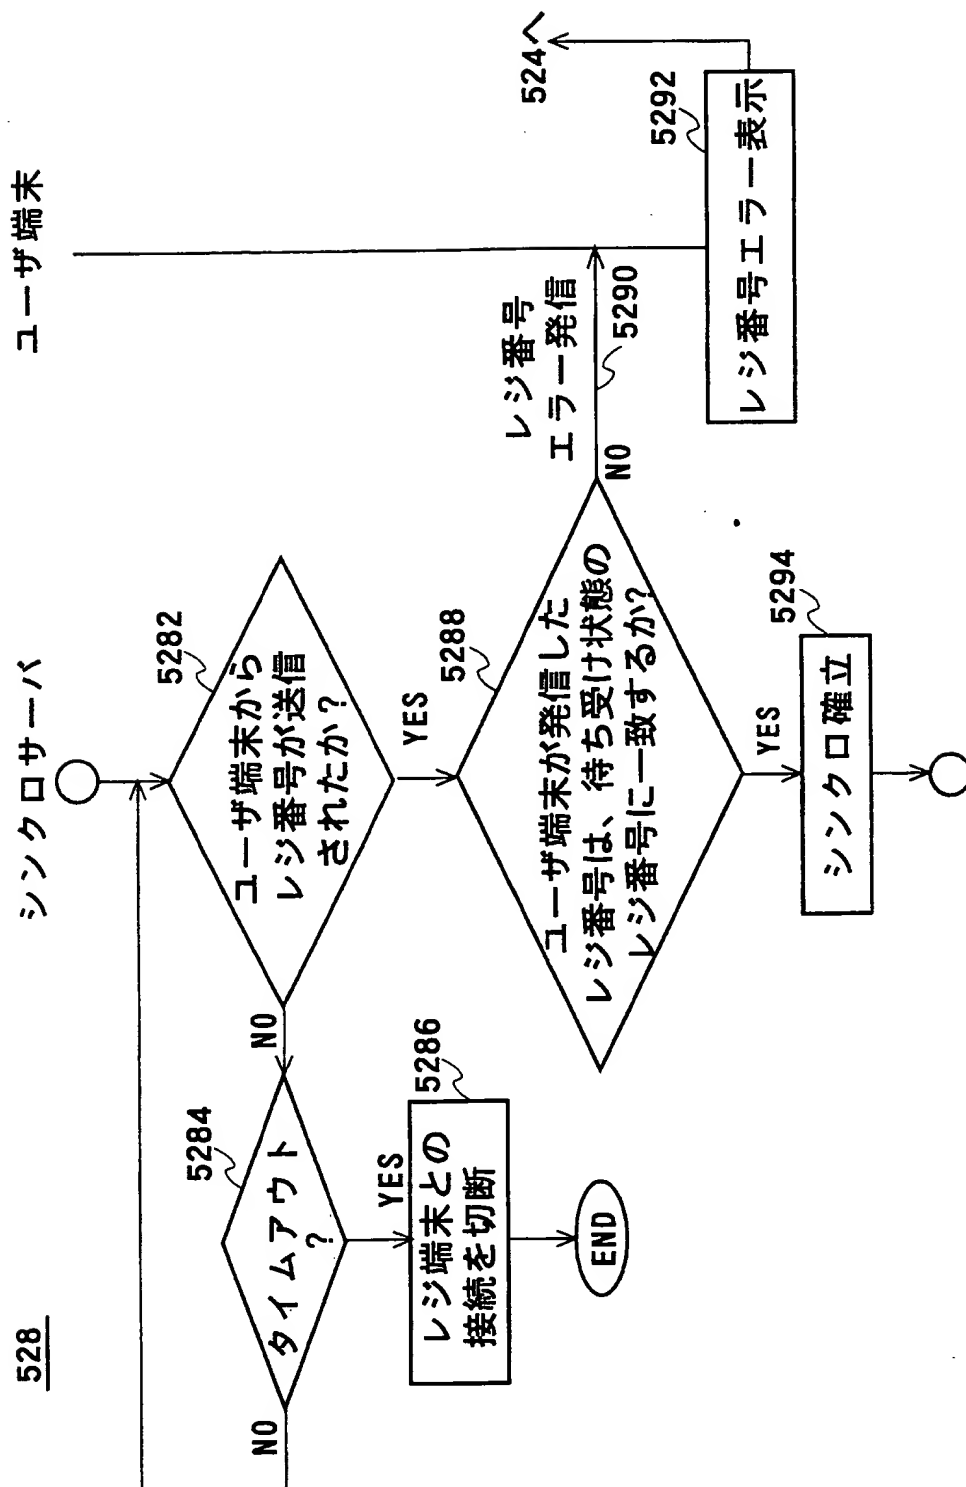 528
シンクロサーバ
ユーザ端末
5282
ユーザ端末から
レジ番号が送信
されたか？
NO
YES
5284
タイムアウト
？
NO
YES
5286
レジ端末との
接続を切断
END
5288
ユーザ端末が発信した
レジ番号は、待ち受け状態の
レジ番号に一致するか？
NO
YES
レジ番号
エラー発信
5290
524へ
5292
レジ番号エラー表示
5294
シンクロ確立